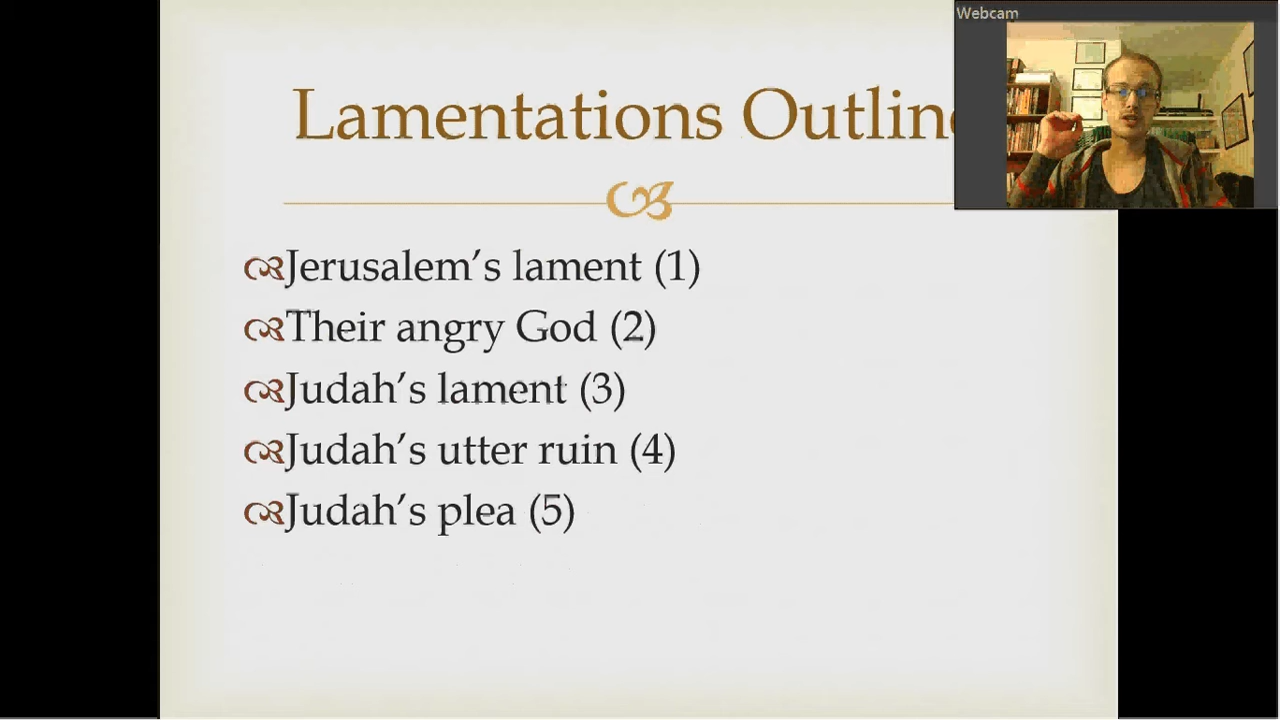 Webcam
Lamentations Outlin
Jerusalem’s lament (1)
Their angry God (2)
Judah’s lament (3)
Judah’s utter ruin (4)
Judah’s plea (5)